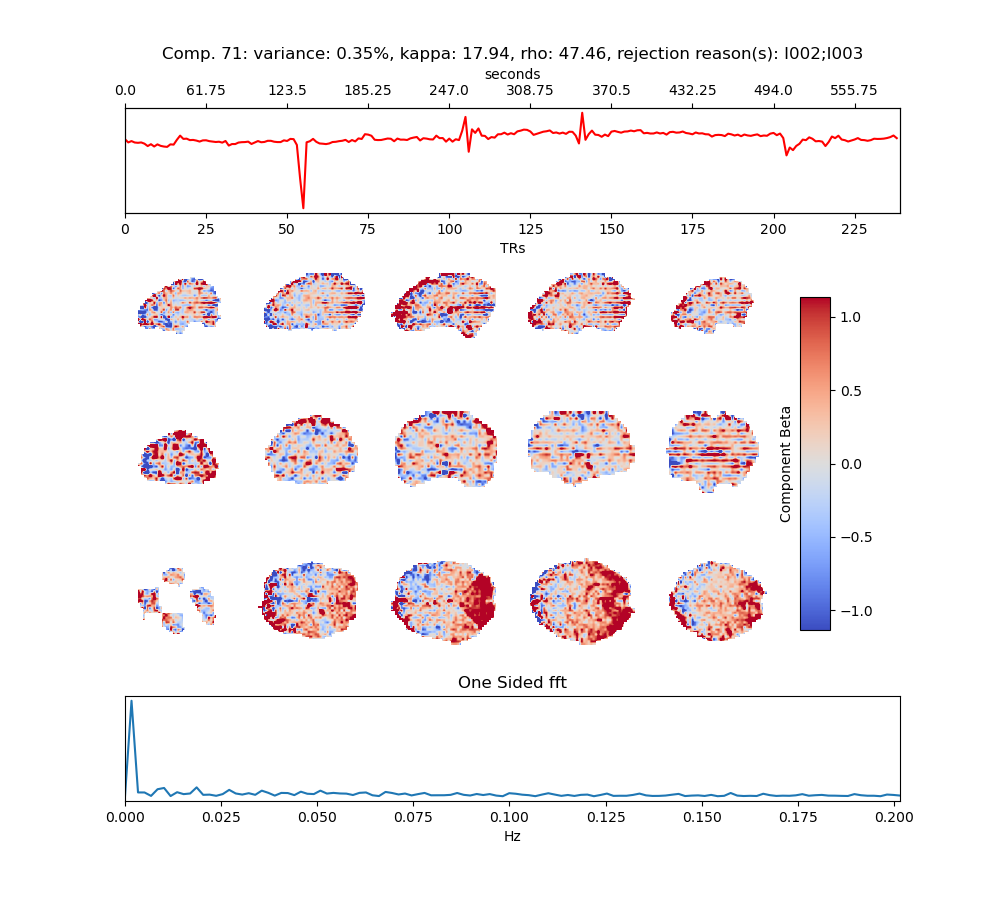 Comp. 71: variance: 0.35%, kappa: 17.94, rho: 47.46, rejection reason(s): I002;I003
seconds
0.0 61.75 123.5 185.25 247.0 308.75 370.5 432.25 494.0 555.75
0 25 50 75 100 125 150 175 200 225
TRs
1.0
0.5
0.0
−0.5
−1.0
Component Beta
One Sided fft
0.000 0.025 0.050 0.075 0.100 0.125 0.150 0.175 0.200
Hz